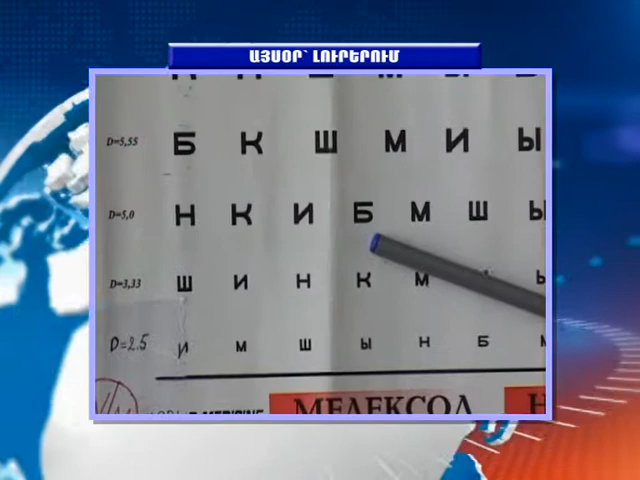 ԱՅՍՕՐ՝ ԼՈՒՐԵՐՈՒՄ
D=5,55 Б К Ш М И Ы
D=5,0 Н К И Б М Ш Ы
D=3,33 Ш И Н К М
D=2.5 И М Ш Ы Н Б
МЕДЕКСОЛ